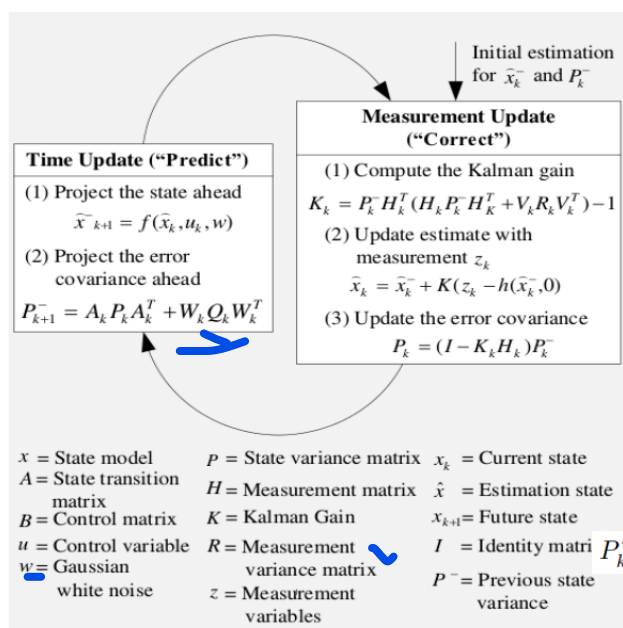 Initial estimation
for x̂ₖ⁻ and Pₖ⁻
Time Update (“Predict”)
(1) Project the state ahead
x̂⁻ₖ₊₁ = f(x̂ₖ,uₖ,w)
(2) Project the error
covariance ahead
P⁻ₖ₊₁ = AₖPₖAₖᵀ +WₖQₖWₖᵀ
Measurement Update
(“Correct”)
(1) Compute the Kalman gain
Kₖ = Pₖ⁻Hₖᵀ(HₖPₖ⁻H_Kᵀ +VₖRₖVₖᵀ)−1
(2) Update estimate with
measurement zₖ
x̂ₖ = x̂ₖ⁻ + K(zₖ −h(x̂ₖ⁻,0)
(3) Update the error covariance
Pₖ = (I −KₖHₖ)Pₖ⁻
x = State model
A = State transition
matrix
B = Control matrix
u = Control variable
w = Gaussian
white noise
P = State variance matrix
H = Measurement matrix
K = Kalman Gain
R = Measurement
variance matrix
z = Measurement
variables
xₖ = Current state
x̂ = Estimation state
xₖ₊₁= Future state
I = Identity matri
P⁻= Previous state
variance